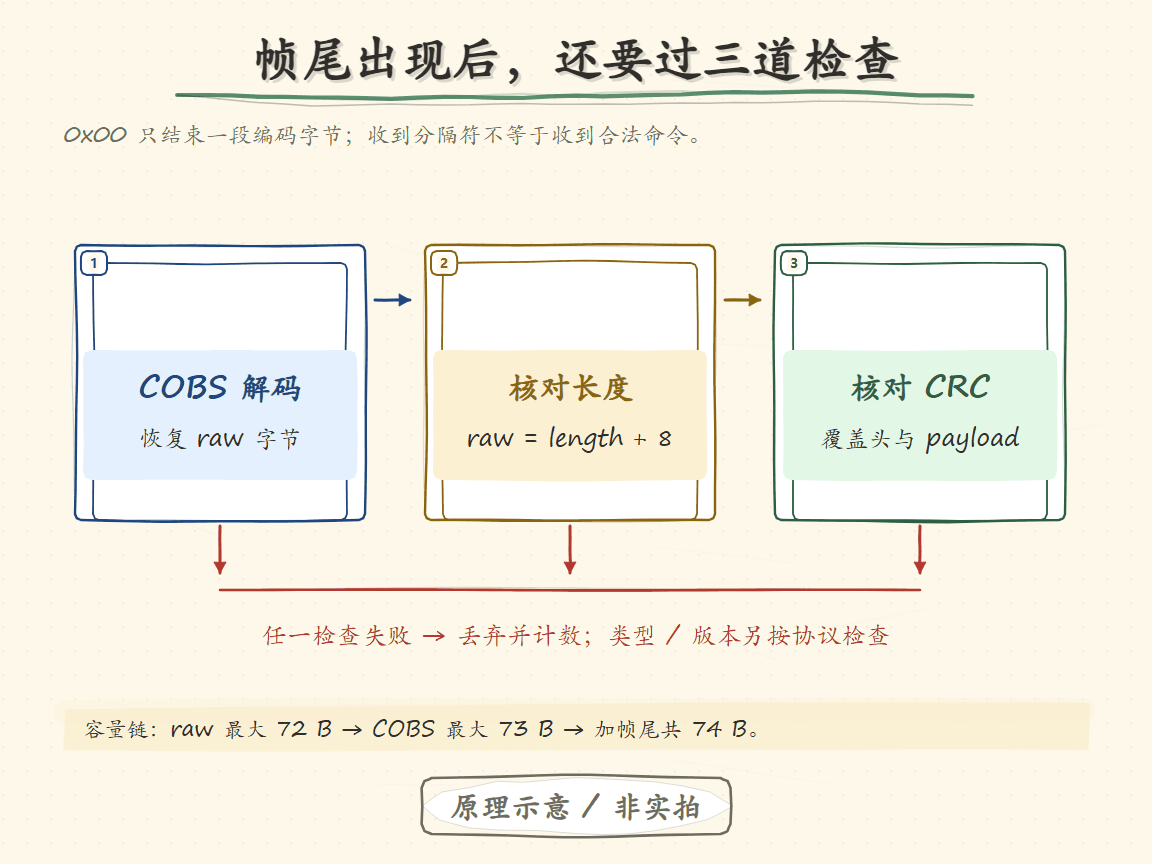 帧尾出现后，还要过三道检查
0x00 只结束一段编码字节；收到分隔符不等于收到合法命令。
1
COBS 解码
恢复 raw 字节
2
核对长度
raw = length + 8
3
核对 CRC
覆盖头与 payload
任一检查失败 → 丢弃并计数；类型 / 版本另按协议检查
容量链：raw 最大 72 B → COBS 最大 73 B → 加帧尾共 74 B。
原理示意 / 非实拍